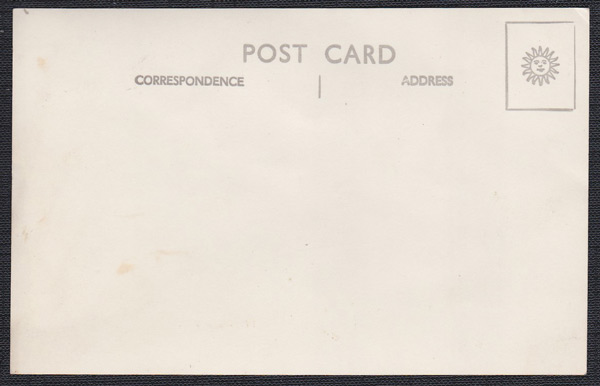 POST CARD
CORRESPONDENCE | ADDRESS